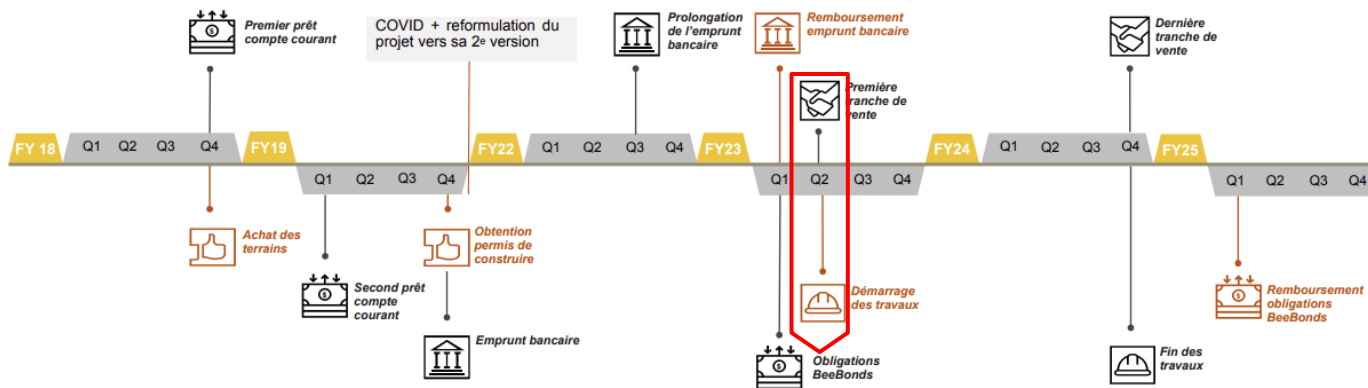 Premier prêt
compte courant
COVID + reformulation du
projet vers sa 2e version
Prolongation
de l'emprunt
bancaire
Remboursement
emprunt bancaire
Première
tranche de
vente
Dernière
tranche de
vente
FY 18 Q1 Q2 Q3 Q4 FY19 FY22 Q1 Q2 Q3 Q4 FY23 FY24 Q1 Q2 Q3 Q4 FY25
Q1 Q2 Q3 Q4 Q1 Q2 Q3 Q4 Q1 Q2 Q3 Q4
Achat des
terrains
Second prêt
compte
courant
Obtention
permis de
construire
Emprunt bancaire
Démarrage
des travaux
Obligations
BeeBonds
Fin des
travaux
Remboursement
obligations
BeeBonds